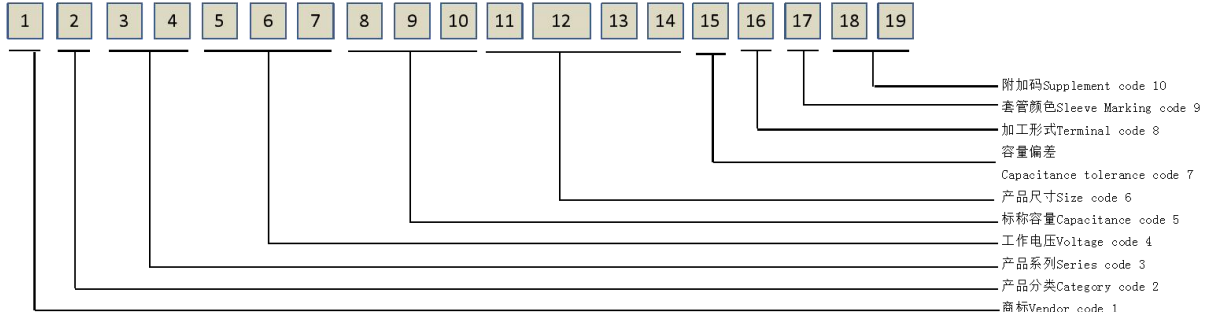 1 2 3 4 5 6 7 8 9 10 11 12 13 14 15 16 17 18 19
附加码Supplement code 10
套管颜色Sleeve Marking code 9
加工形式Terminal code 8
容量偏差
Capacitance tolerance code 7
产品尺寸Size code 6
标称容量Capacitance code 5
工作电压Voltage code 4
产品系列Series code 3
产品分类Category code 2
商标Vendor code 1